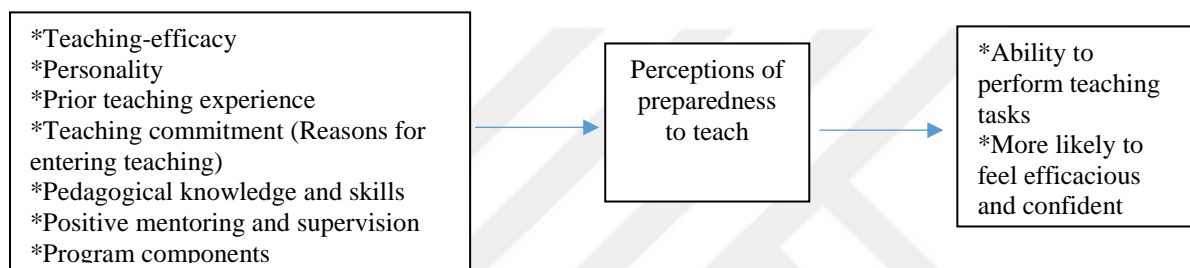 *Teaching-efficacy
*Personality
*Prior teaching experience
*Teaching commitment (Reasons for
entering teaching)
*Pedagogical knowledge and skills
*Positive mentoring and supervision
*Program components
Perceptions of
preparedness
to teach
*Ability to
perform teaching
tasks
*More likely to
feel efficacious
and confident